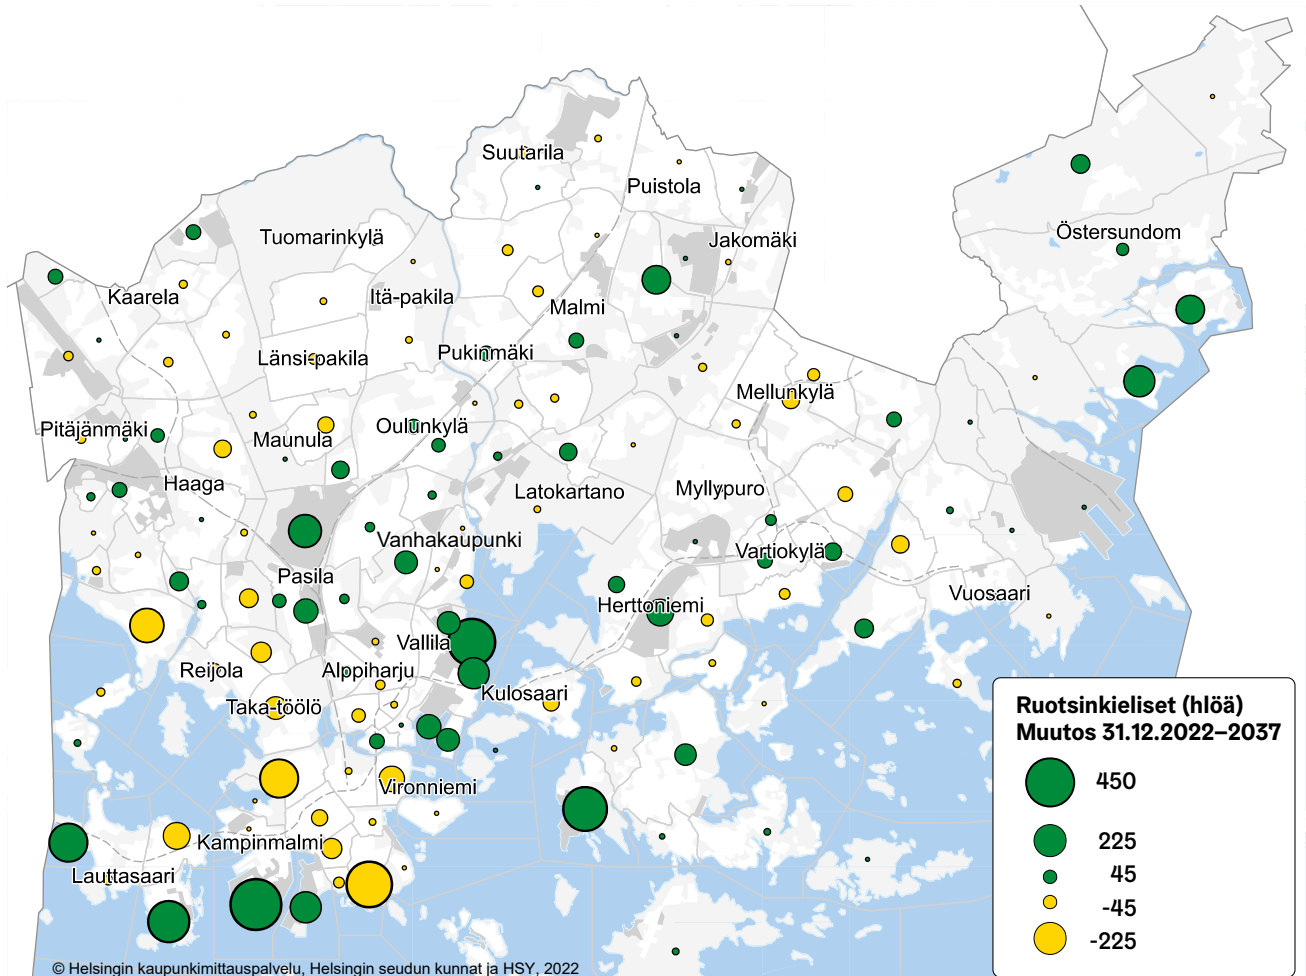 Suutarila
Puistola
Tuomarinkylä
Jakomäki
Östersundom
Kaarela
Itä-pakila
Malmi
Länsi-pakila
Pukinmäki
Mellunkylä
Pitäjänmäki
Maunula
Oulunkylä
Haaga
Latokartano
Myllypuro
Vanhakaupunki
Vartiokylä
Pasila
Herttoniemi
Vuosaari
Vallila
Reijola
Alppiharju
Kulosaari
Taka-töölö
Vironniemi
Kampinmalmi
Lauttasaari
Ruotsinkieliset (hlöä)
Muutos 31.12.2022–2037
450
225
45
-45
-225
© Helsingin kaupunkimittauspalvelu, Helsingin seudun kunnat ja HSY, 2022